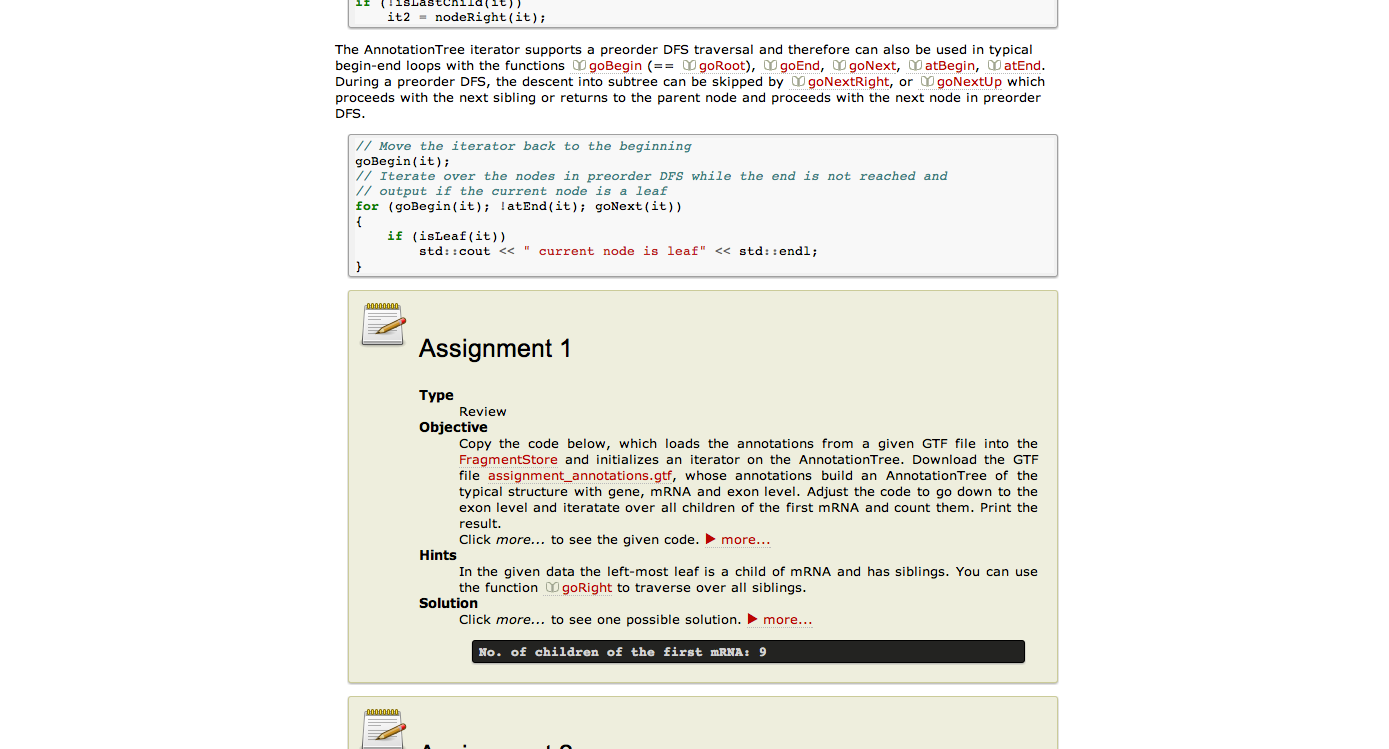 if (!isLastChild(it))
it2 = nodeRight(it);
The AnnotationTree iterator supports a preorder DFS traversal and therefore can also be used in typical
begin-end loops with the functions goBegin (== goRoot), goEnd, goNext, atBegin, atEnd.
During a preorder DFS, the descent into subtree can be skipped by goNextRight, or goNextUp which
proceeds with the next sibling or returns to the parent node and proceeds with the next node in preorder
DFS.
// Move the iterator back to the beginning
goBegin(it);
// Iterate over the nodes in preorder DFS while the end is not reached and
// output if the current node is a leaf
for (goBegin(it); !atEnd(it); goNext(it))
{
if (isLeaf(it))
std::cout << " current node is leaf" << std::endl;
}
Assignment 1
Type
Review
Objective
Copy the code below, which loads the annotations from a given GTF file into the
FragmentStore and initializes an iterator on the AnnotationTree. Download the GTF
file assignment_annotations.gtf, whose annotations build an AnnotationTree of the
typical structure with gene, mRNA and exon level. Adjust the code to go down to the
exon level and iteratate over all children of the first mRNA and count them. Print the
result.
Click more... to see the given code. ▶ more...
Hints
In the given data the left-most leaf is a child of mRNA and has siblings. You can use
the function goRight to traverse over all siblings.
Solution
Click more... to see one possible solution. ▶ more...
No. of children of the first mRNA: 9